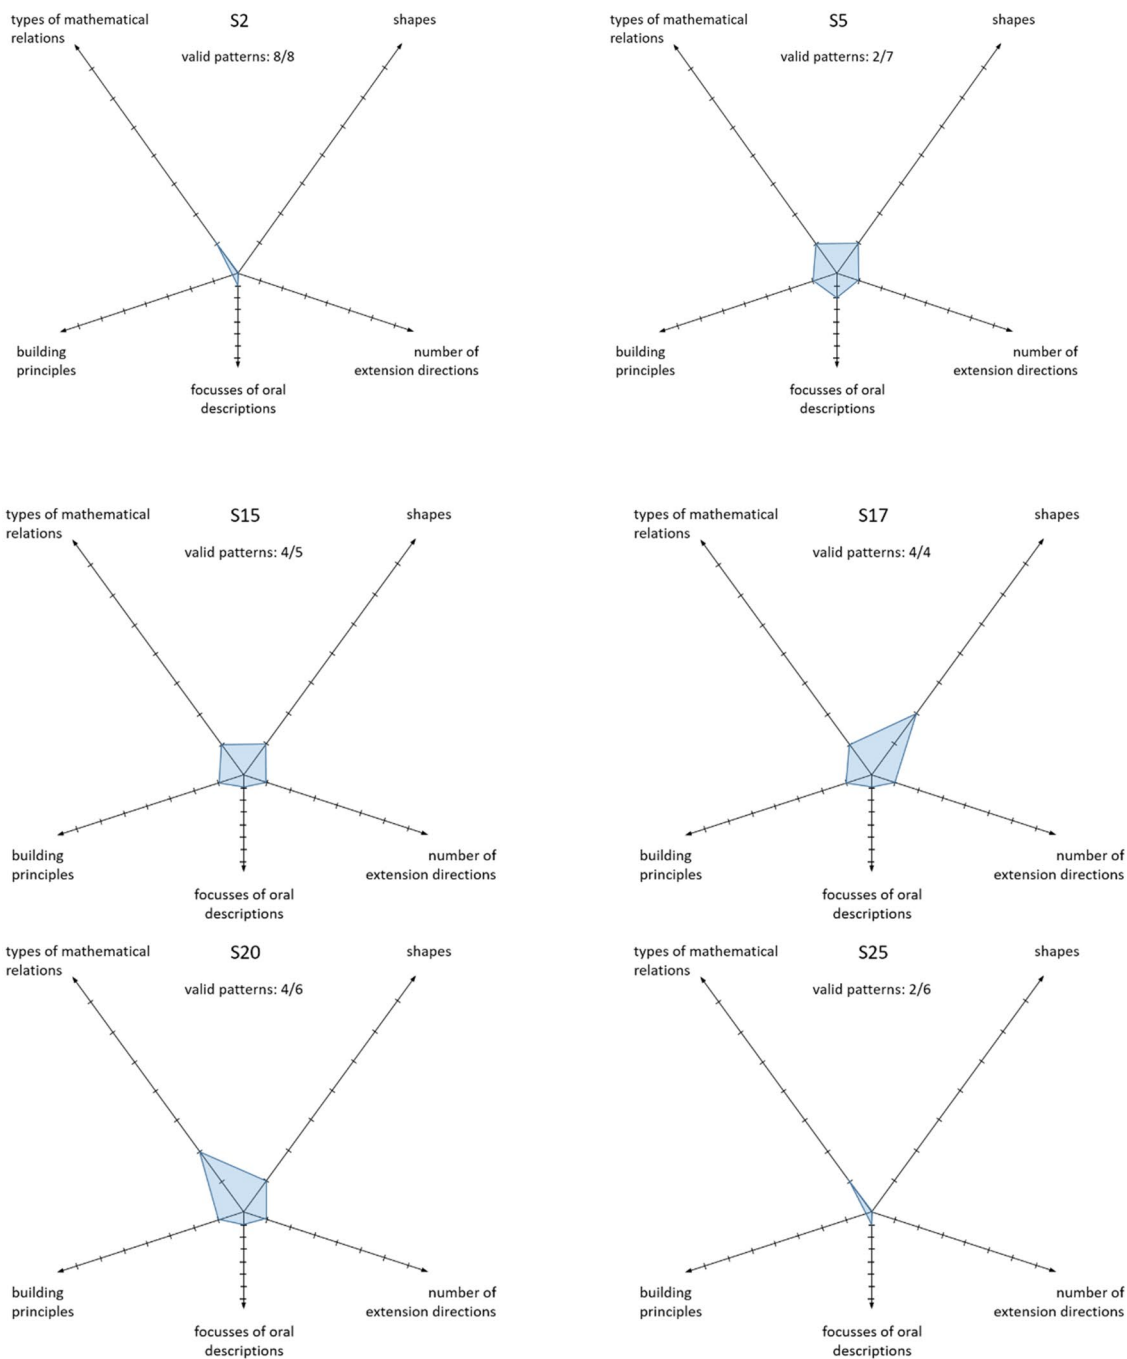 types of mathematical
relations
S2
valid patterns: 8/8
shapes
building
principles
focusses of oral
descriptions
number of
extension directions
types of mathematical
relations
S5
valid patterns: 2/7
shapes
building
principles
focusses of oral
descriptions
number of
extension directions
types of mathematical
relations
S15
valid patterns: 4/5
shapes
building
principles
focusses of oral
descriptions
number of
extension directions
types of mathematical
relations
S17
valid patterns: 4/4
shapes
building
principles
focusses of oral
descriptions
number of
extension directions
types of mathematical
relations
S20
valid patterns: 4/6
shapes
building
principles
focusses of oral
descriptions
number of
extension directions
types of mathematical
relations
S25
valid patterns: 2/6
shapes
building
principles
focusses of oral
descriptions
number of
extension directions